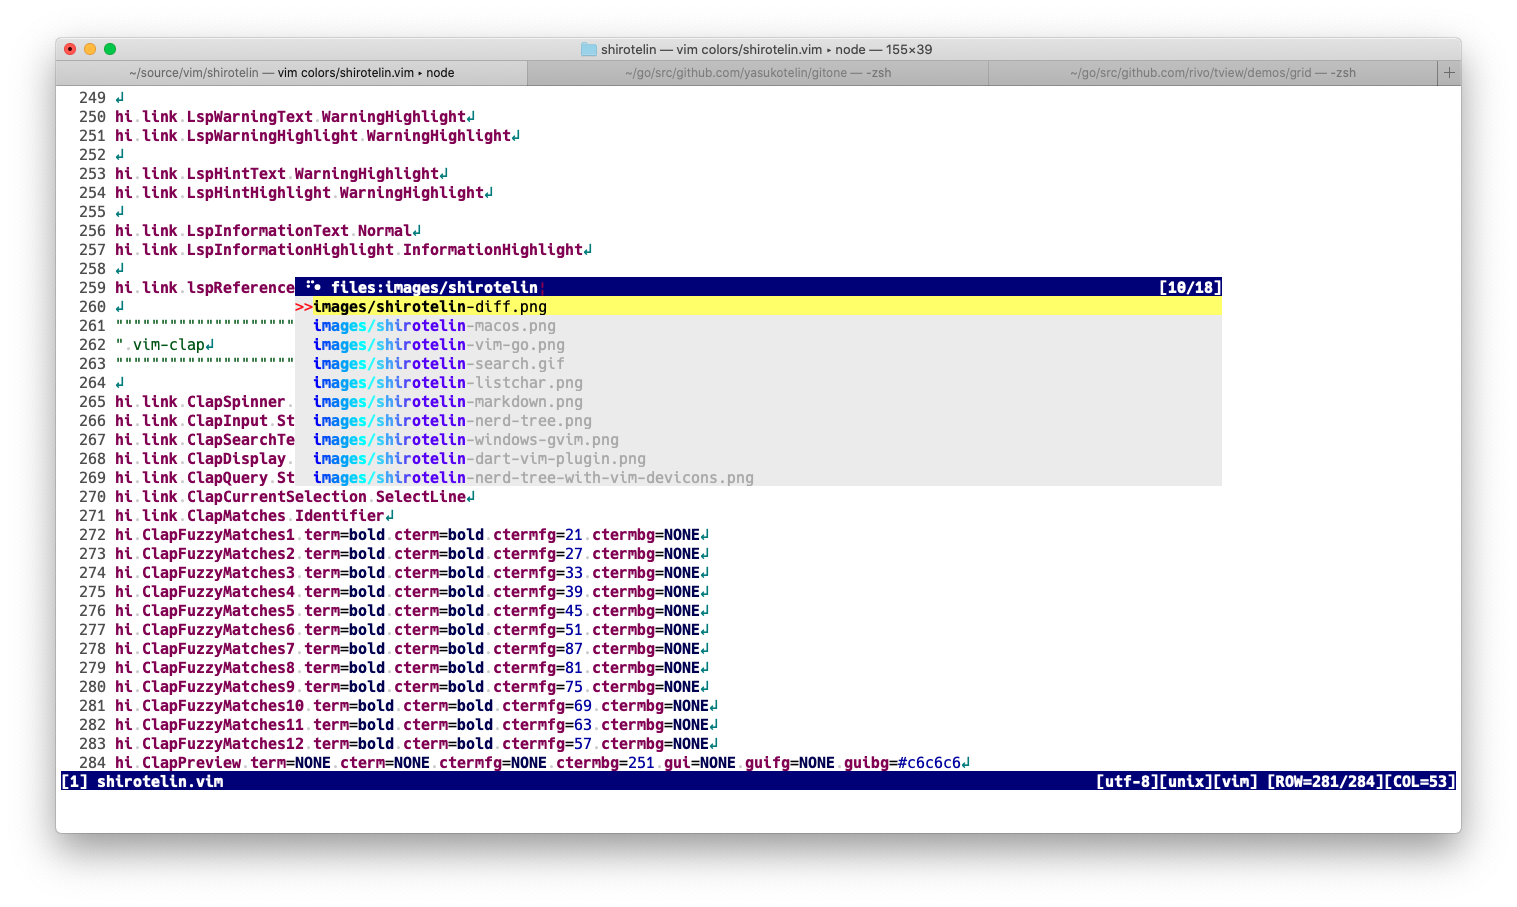 shirotelin — vim colors/shirotelin.vim ▸ node — 155×39
~/source/vim/shirotelin — vim colors/shirotelin.vim ▸ node ~/go/src/github.com/yasukotelin/gitone — -zsh ~/go/src/github.com/rivo/tview/demos/grid — -zsh +
249 ↲
250 hi.link.LspWarningText.WarningHighlight↲
251 hi.link.LspWarningHighlight.WarningHighlight↲
252 ↲
253 hi.link.LspHintText.WarningHighlight↲
254 hi.link.LspHintHighlight.WarningHighlight↲
255 ↲
256 hi.link.LspInformationText.Normal↲
257 hi.link.LspInformationHighlight.InformationHighlight↲
258 ↲
259 hi.link.lspReference files:images/shirotelin [10/18]
260 ↲ >>images/shirotelin-diff.png
261 """""""""""""""""""" images/shirotelin-macos.png
262 ".vim-clap↲ images/shirotelin-vim-go.png
263 """""""""""""""""""" images/shirotelin-search.gif
264 ↲ images/shirotelin-listchar.png
265 hi.link.ClapSpinner. images/shirotelin-markdown.png
266 hi.link.ClapInput.St images/shirotelin-nerd-tree.png
267 hi.link.ClapSearchTe images/shirotelin-windows-gvim.png
268 hi.link.ClapDisplay. images/shirotelin-dart-vim-plugin.png
269 hi.link.ClapQuery.St images/shirotelin-nerd-tree-with-vim-devicons.png
270 hi.link.ClapCurrentSelection.SelectLine↲
271 hi.link.ClapMatches.Identifier↲
272 hi.ClapFuzzyMatches1.term=bold.cterm=bold.ctermfg=21.ctermbg=NONE↲
273 hi.ClapFuzzyMatches2.term=bold.cterm=bold.ctermfg=27.ctermbg=NONE↲
274 hi.ClapFuzzyMatches3.term=bold.cterm=bold.ctermfg=33.ctermbg=NONE↲
275 hi.ClapFuzzyMatches4.term=bold.cterm=bold.ctermfg=39.ctermbg=NONE↲
276 hi.ClapFuzzyMatches5.term=bold.cterm=bold.ctermfg=45.ctermbg=NONE↲
277 hi.ClapFuzzyMatches6.term=bold.cterm=bold.ctermfg=51.ctermbg=NONE↲
278 hi.ClapFuzzyMatches7.term=bold.cterm=bold.ctermfg=87.ctermbg=NONE↲
279 hi.ClapFuzzyMatches8.term=bold.cterm=bold.ctermfg=81.ctermbg=NONE↲
280 hi.ClapFuzzyMatches9.term=bold.cterm=bold.ctermfg=75.ctermbg=NONE↲
281 hi.ClapFuzzyMatches10.term=bold.cterm=bold.ctermfg=69.ctermbg=NONE↲
282 hi.ClapFuzzyMatches11.term=bold.cterm=bold.ctermfg=63.ctermbg=NONE↲
283 hi.ClapFuzzyMatches12.term=bold.cterm=bold.ctermfg=57.ctermbg=NONE↲
284 hi.ClapPreview.term=NONE.cterm=NONE.ctermfg=NONE.ctermbg=251.gui=NONE.guifg=NONE.guibg=#c6c6c6↲
[1] shirotelin.vim [utf-8][unix][vim] [ROW=281/284][COL=53]